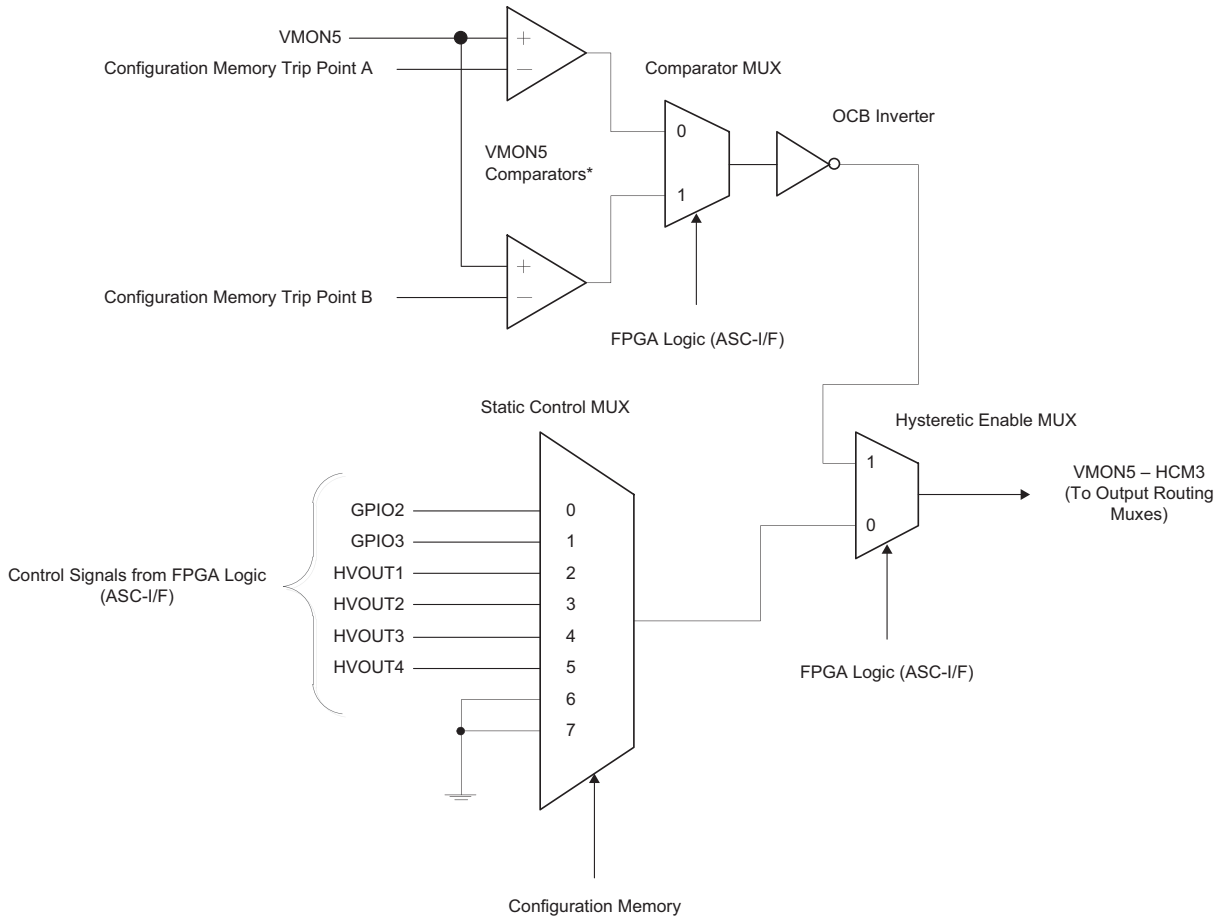 VMON5
+
Configuration Memory Trip Point A
−
Comparator MUX
0
OCB Inverter
VMON5
Comparators*
1
+
Configuration Memory Trip Point B
−
FPGA Logic (ASC-I/F)
Static Control MUX
Hysteretic Enable MUX
1
VMON5 – HCM3
(To Output Routing
Muxes)
0
GPIO2
0
GPIO3
1
HVOUT1
2
Control Signals from FPGA Logic
(ASC-I/F)
HVOUT2
3
HVOUT3
4
HVOUT4
5
6
7
FPGA Logic (ASC-I/F)
Configuration Memory